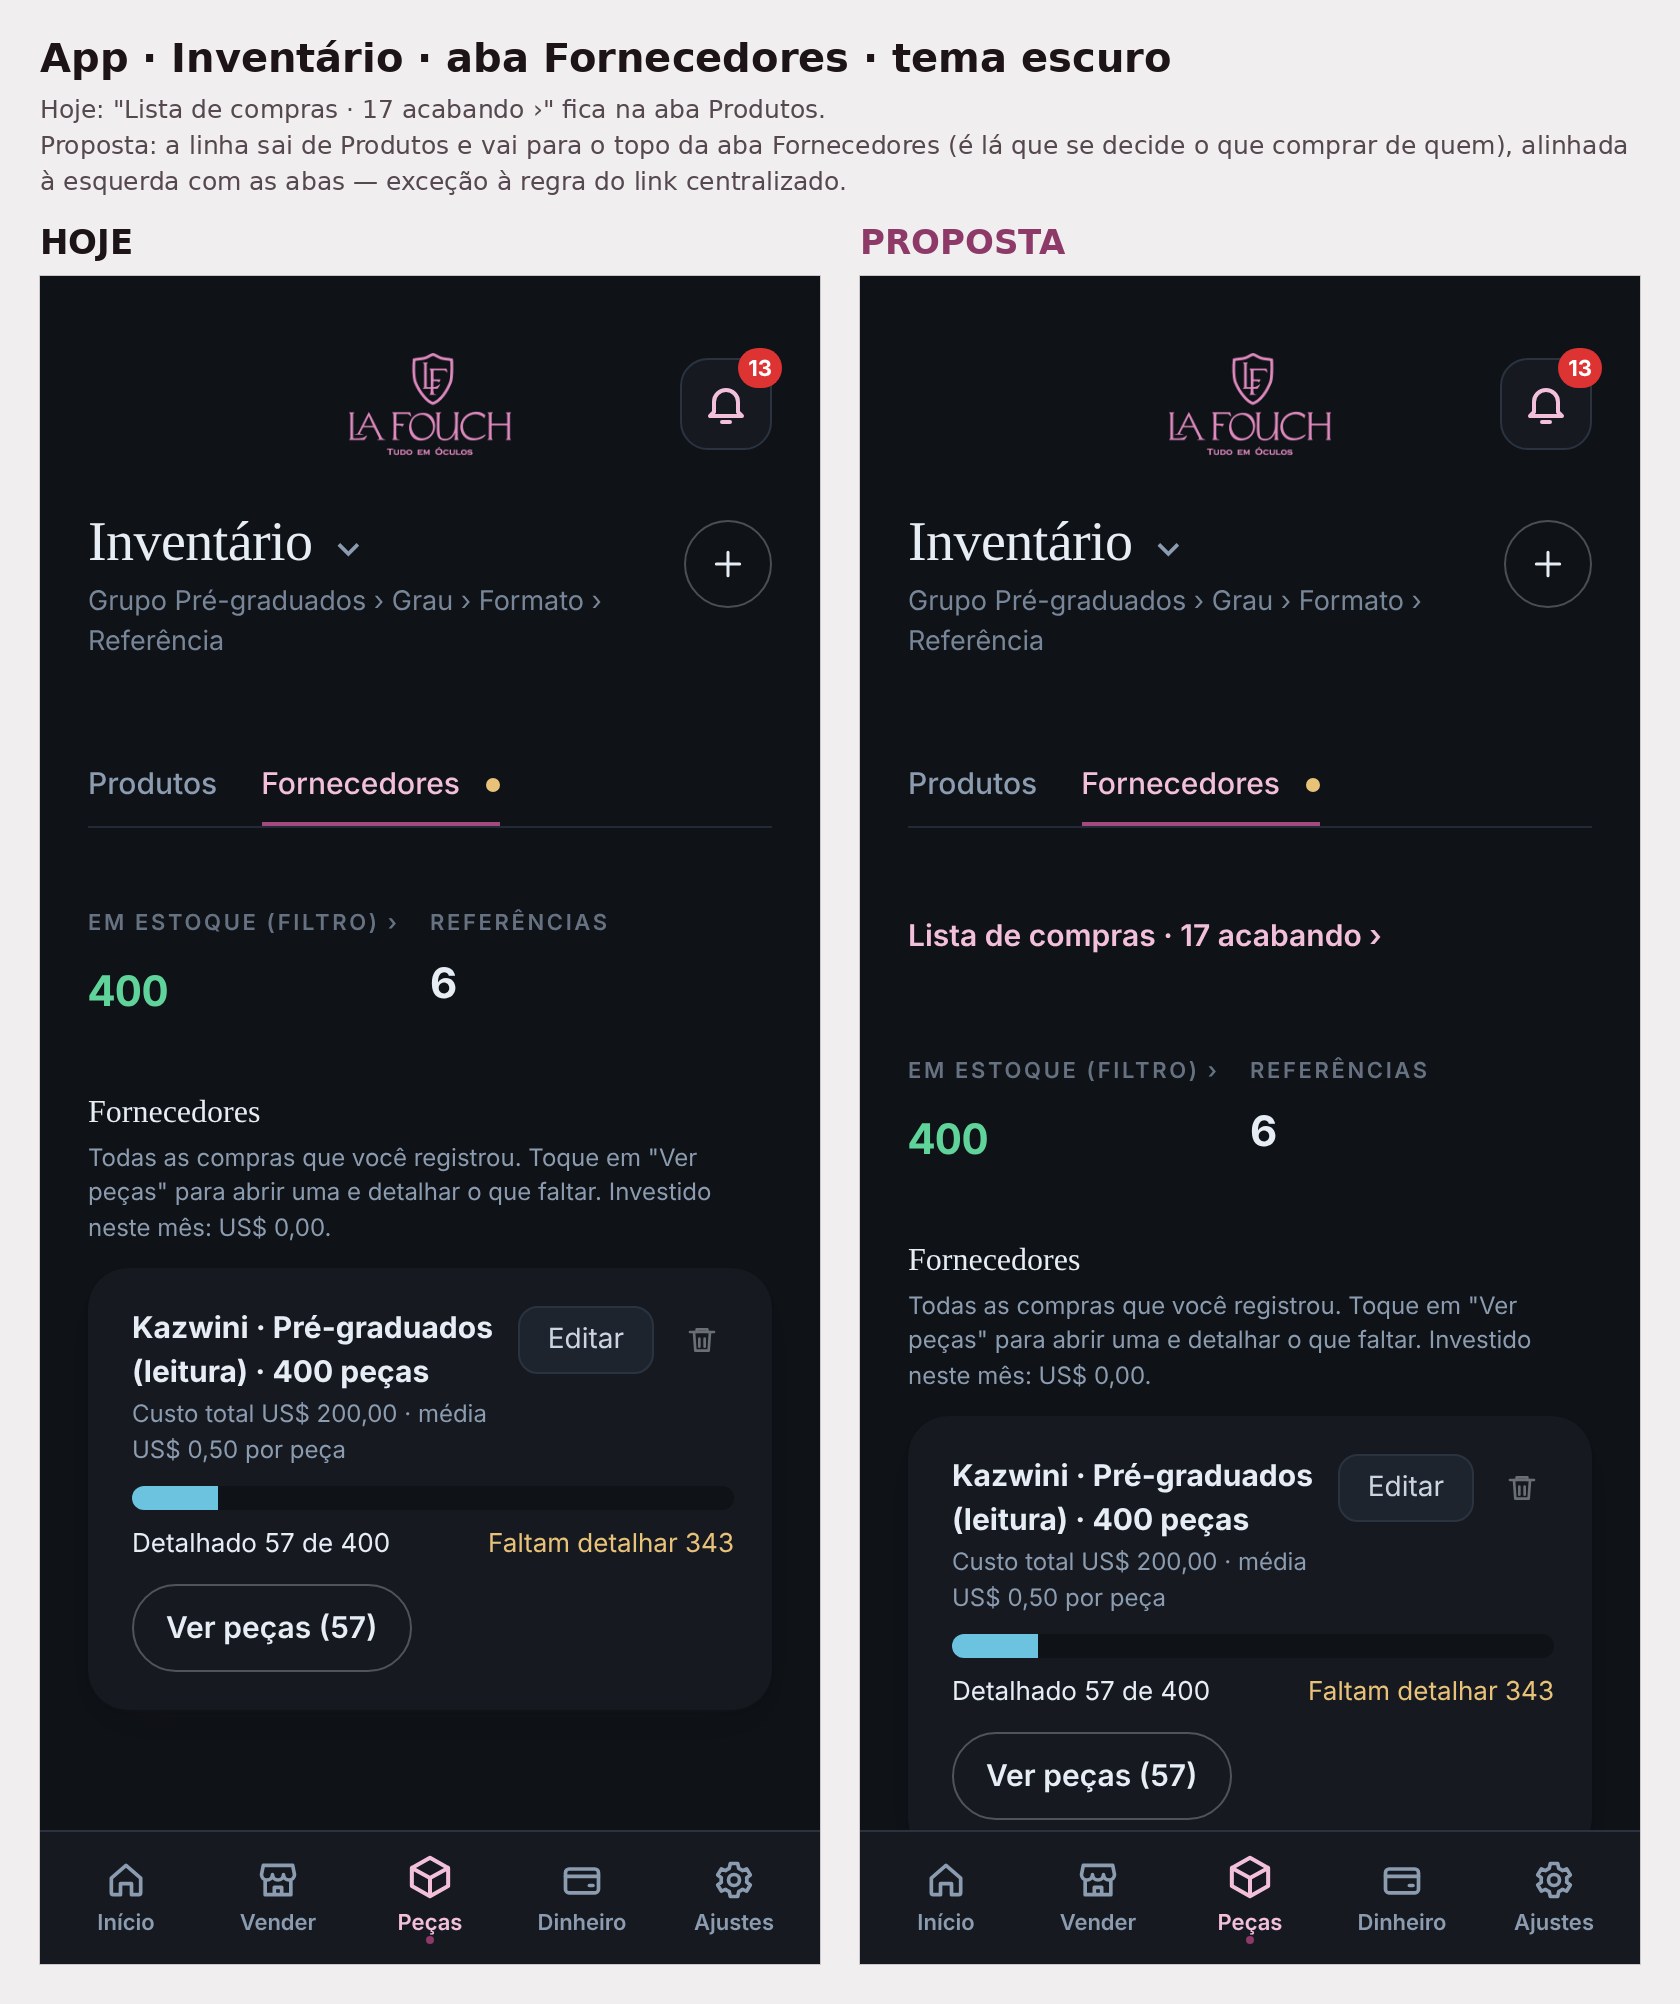 App · Inventário · aba Fornecedores · tema escuro
Hoje: "Lista de compras · 17 acabando ›" fica na aba Produtos.
Proposta: a linha sai de Produtos e vai para o topo da aba Fornecedores (é lá que se decide o que comprar de quem), alinhada
à esquerda com as abas — exceção à regra do link centralizado.
HOJE
LF
LA FOUCH
TUDO EM ÓCULOS
13
Inventário
Grupo Pré-graduados › Grau › Formato ›
Referência
Produtos Fornecedores
EM ESTOQUE (FILTRO) › REFERÊNCIAS
400 6
Fornecedores
Todas as compras que você registrou. Toque em "Ver
peças" para abrir uma e detalhar o que faltar. Investido
neste mês: US$ 0,00.
Kazwini · Pré-graduados
(leitura) · 400 peças
Editar
Custo total US$ 200,00 · média
US$ 0,50 por peça
Detalhado 57 de 400 Faltam detalhar 343
Ver peças (57)
Início Vender Peças Dinheiro Ajustes
PROPOSTA
LF
LA FOUCH
TUDO EM ÓCULOS
13
Inventário
Grupo Pré-graduados › Grau › Formato ›
Referência
Produtos Fornecedores
Lista de compras · 17 acabando ›
EM ESTOQUE (FILTRO) › REFERÊNCIAS
400 6
Fornecedores
Todas as compras que você registrou. Toque em "Ver
peças" para abrir uma e detalhar o que faltar. Investido
neste mês: US$ 0,00.
Kazwini · Pré-graduados
(leitura) · 400 peças
Editar
Custo total US$ 200,00 · média
US$ 0,50 por peça
Detalhado 57 de 400 Faltam detalhar 343
Ver peças (57)
Início Vender Peças Dinheiro Ajustes